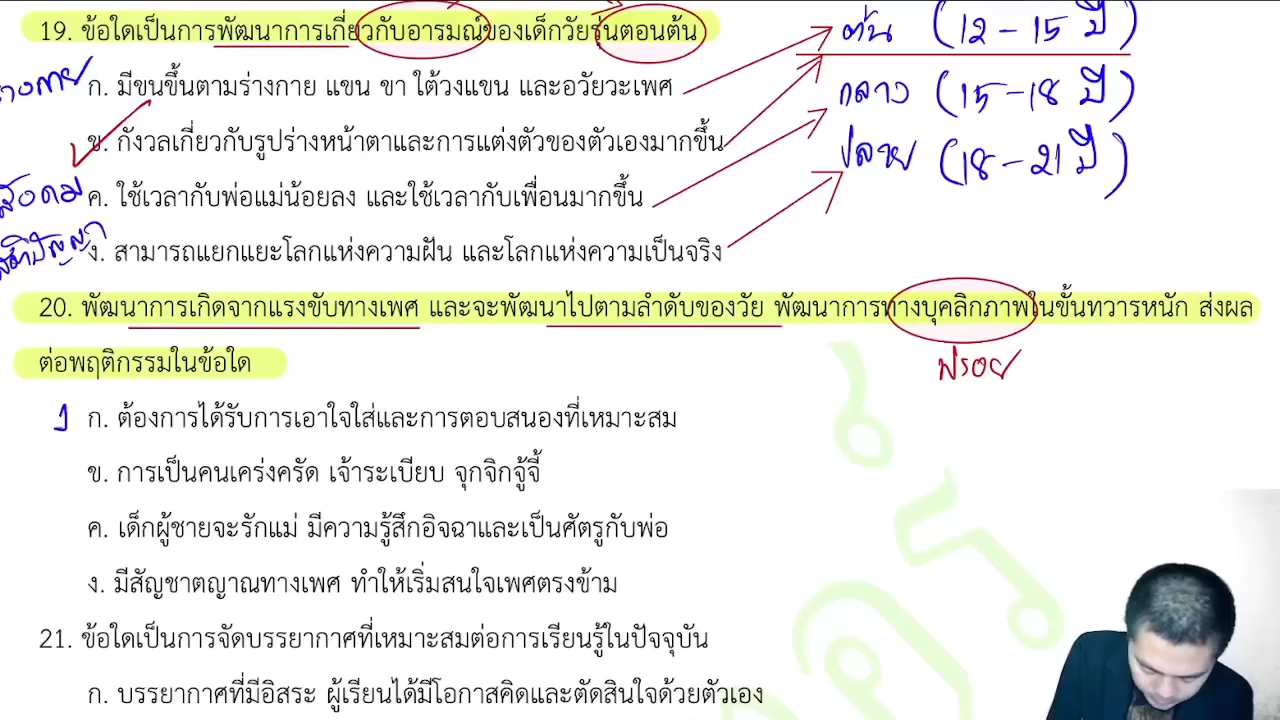 19. ข้อใดเป็นการพัฒนาการเกี่ยวกับอารมณ์ของเด็กวัยรุ่นตอนต้น
ต้น (12-15 ปี)
ก. มีขนขึ้นตามร่างกาย แขน ขา ใต้วงแขน และอวัยวะเพศ
กลาง (15-18 ปี)
ข. กังวลเกี่ยวกับรูปร่างหน้าตาและการแต่งตัวของตัวเองมากขึ้น
ปลาย (18-21 ปี)
สังคม
ค. ใช้เวลากับพ่อแม่น้อยลง และใช้เวลากับเพื่อนมากขึ้น
สติปัญญา
ง. สามารถแยกแยะโลกแห่งความฝัน และโลกแห่งความเป็นจริง
20. พัฒนาการเกิดจากแรงขับทางเพศ และจะพัฒนาไปตามลำดับของวัย พัฒนาการทางบุคลิกภาพในขั้นทวารหนัก ส่งผล
ต่อพฤติกรรมในข้อใด
ฟรอย
ก. ต้องการได้รับการเอาใจใส่และการตอบสนองที่เหมาะสม
ข. การเป็นคนเคร่งครัด เจ้าระเบียบ จุกจิกจู้จี้
ค. เด็กผู้ชายจะรักแม่ มีความรู้สึกอิจฉาและเป็นศัตรูกับพ่อ
ง. มีสัญชาตญาณทางเพศ ทำให้เริ่มสนใจเพศตรงข้าม
21. ข้อใดเป็นการจัดบรรยากาศที่เหมาะสมต่อการเรียนรู้ในปัจจุบัน
ก. บรรยากาศที่มีอิสระ ผู้เรียนได้มีโอกาสคิดและตัดสินใจด้วยตัวเอง